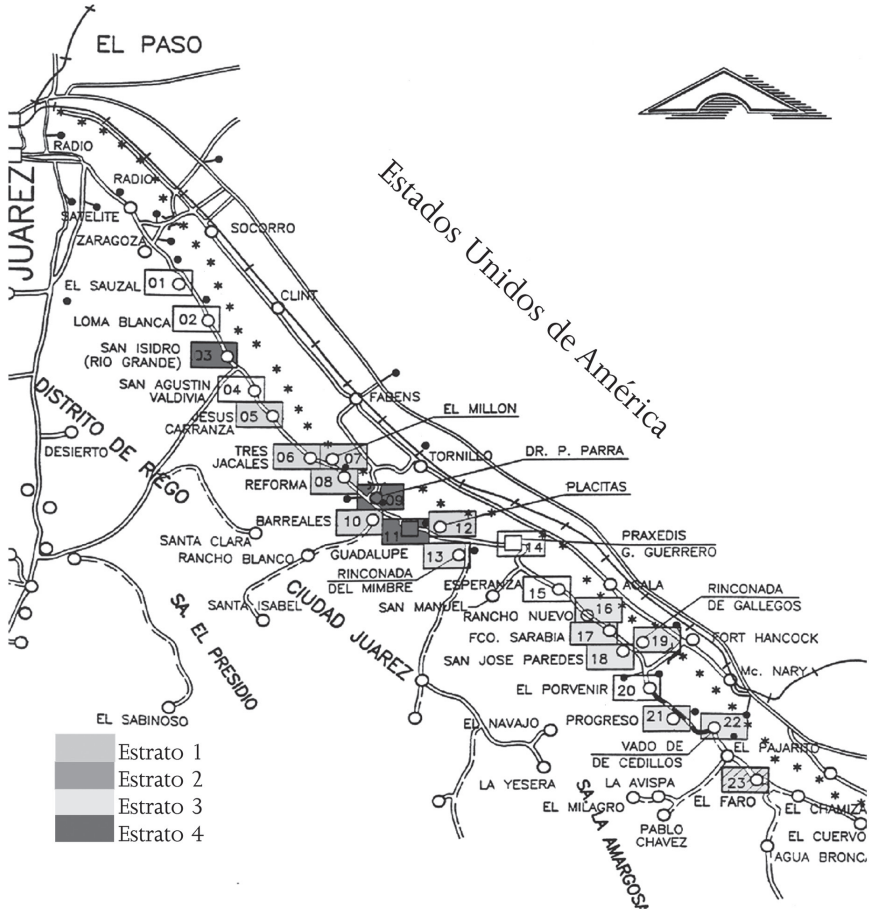 EL PASO
RADIO
RADIO
JUAREZ
SATELITE
SOCORRO
ZARAGOZA
Estados Unidos de América
EL SAUZAL
01
CLINT
LOMA BLANCA
02
SAN ISIDRO
(RIO GRANDE)
03
SAN AGUSTIN
VALDIVIA
04
FABENS
JESUS
CARRANZA
05
DISTRITO DE RIEGO
EL MILLON
DESIERTO
TRES
JACALES
06
07
TORNILLO
DR. P. PARRA
REFORMA
08
09
PLACITAS
BARREALES
10
11
12
SANTA CLARA
RANCHO BLANCO
GUADALUPE
13
14
PRAXEDIS
G. GUERRERO
RINCONADA
DEL MIMBRE
ESPERANZA
15
ACALA
RINCONADA
DE GALLEGOS
SANTA ISABEL
CIUDAD JUAREZ
SAN MANUEL
RANCHO NUEVO
16
FCO. SARABIA
17
19
FORT HANCOCK
SA. EL PRESIDIO
SAN JOSE PAREDES
18
Mc. NARY
EL PORVENIR
20
EL SABINOSO
EL NAVAJO
PROGRESO
21
22
VADO DE
DE CEDILLOS
EL PAJARITO
Estrato 1
Estrato 2
Estrato 3
Estrato 4
LA YESERA
SA. LA AMARGOSA
LA AVISPA
23
EL MILAGRO
EL FARO
EL CHAMIZA
PABLO
CHAVEZ
EL CUERVO
AGUA BRONCA